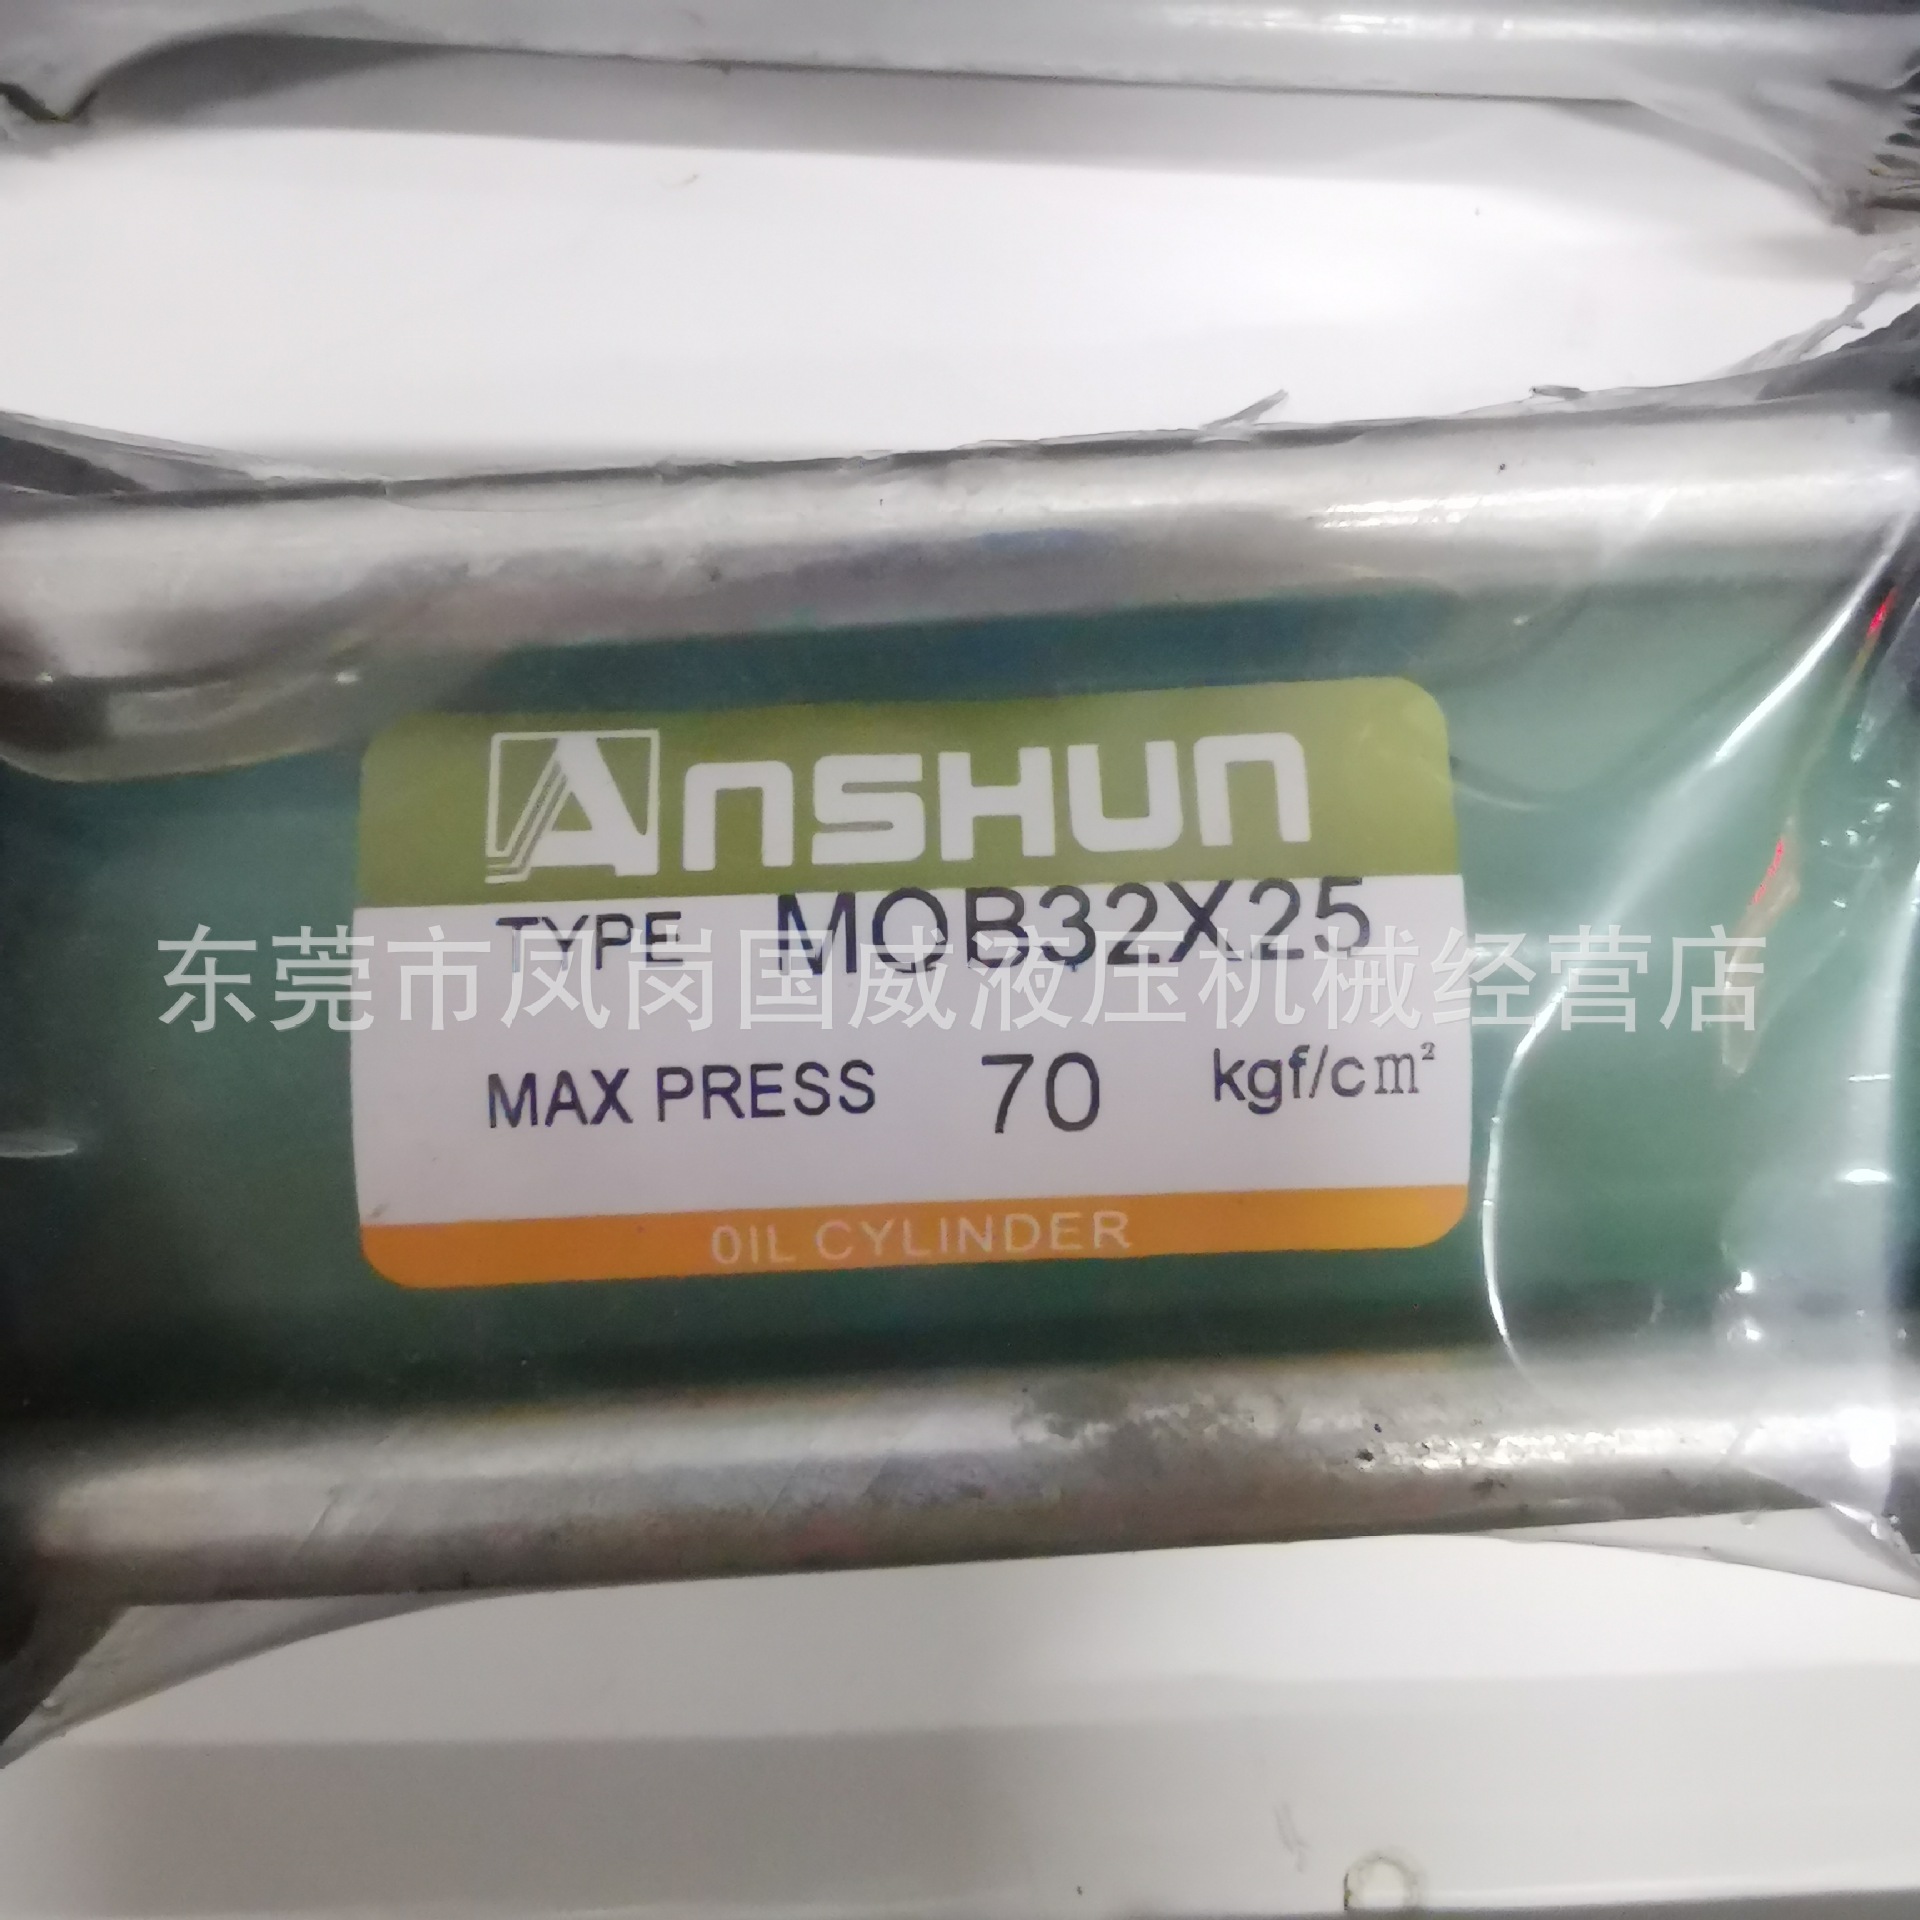 ANSHUN
TYPE MOB32X25
东莞市凤岗国威液压机械经营店
MAX PRESS 70 kgf/cm²
OIL CYLINDER